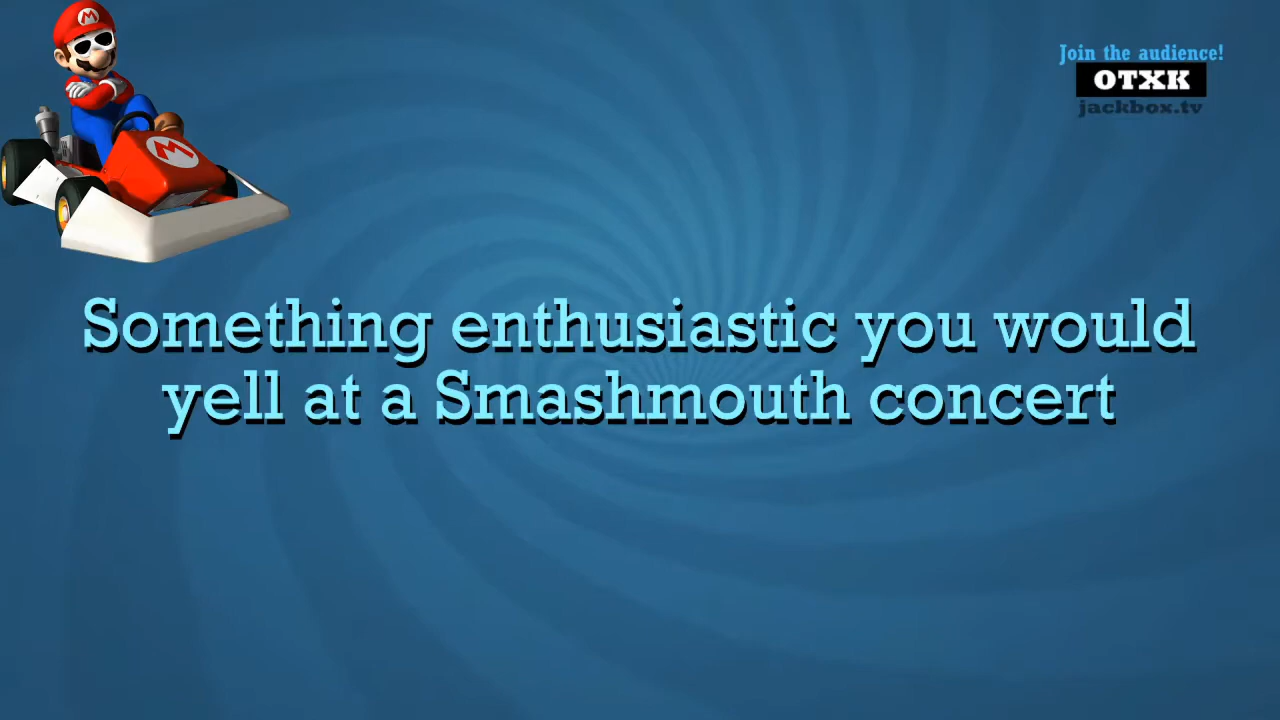 Join the audience!
OTXK
jackbox.tv
M
M
Something enthusiastic you would
yell at a Smashmouth concert